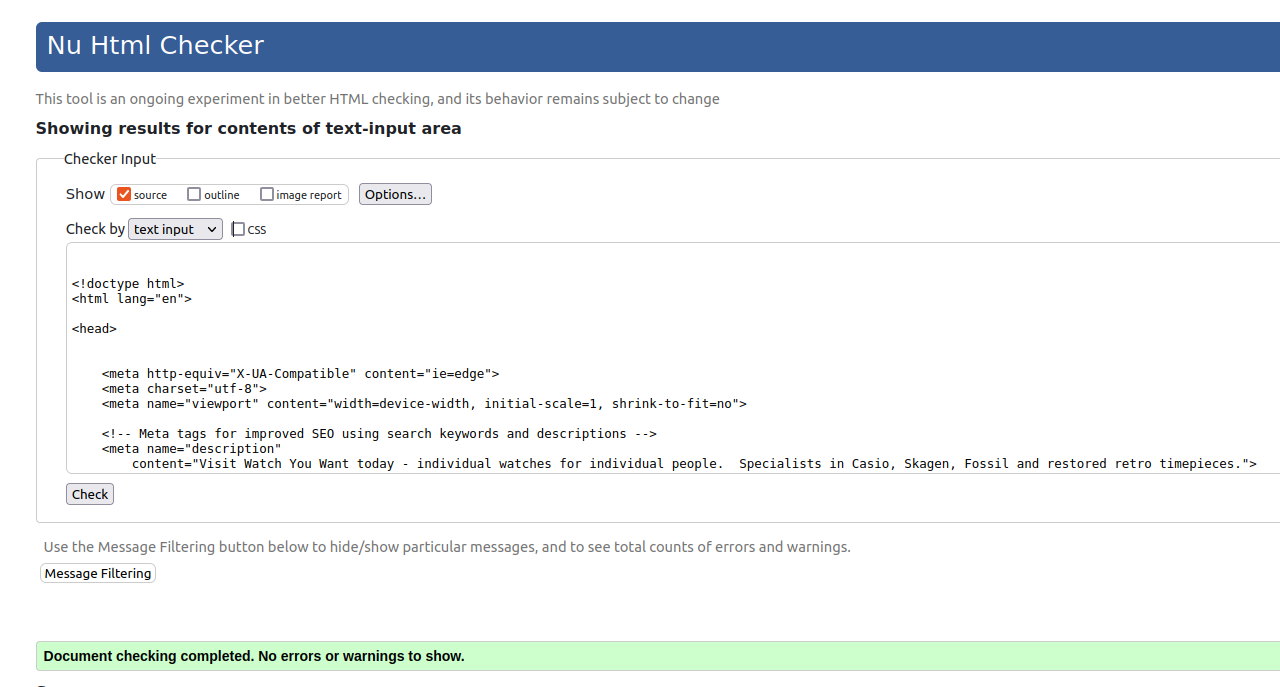 Nu Html Checker
This tool is an ongoing experiment in better HTML checking, and its behavior remains subject to change
Showing results for contents of text-input area
Checker Input
Show source outline image report Options...
Check by text input CSS
<!doctype html>
<html lang="en">
<head>
<meta http-equiv="X-UA-Compatible" content="ie=edge">
<meta charset="utf-8">
<meta name="viewport" content="width=device-width, initial-scale=1, shrink-to-fit=no">
<!-- Meta tags for improved SEO using search keywords and descriptions -->
<meta name="description"
content="Visit Watch You Want today - individual watches for individual people.  Specialists in Casio, Skagen, Fossil and restored retro timepieces.">
Check
Use the Message Filtering button below to hide/show particular messages, and to see total counts of errors and warnings.
Message Filtering
Document checking completed. No errors or warnings to show.